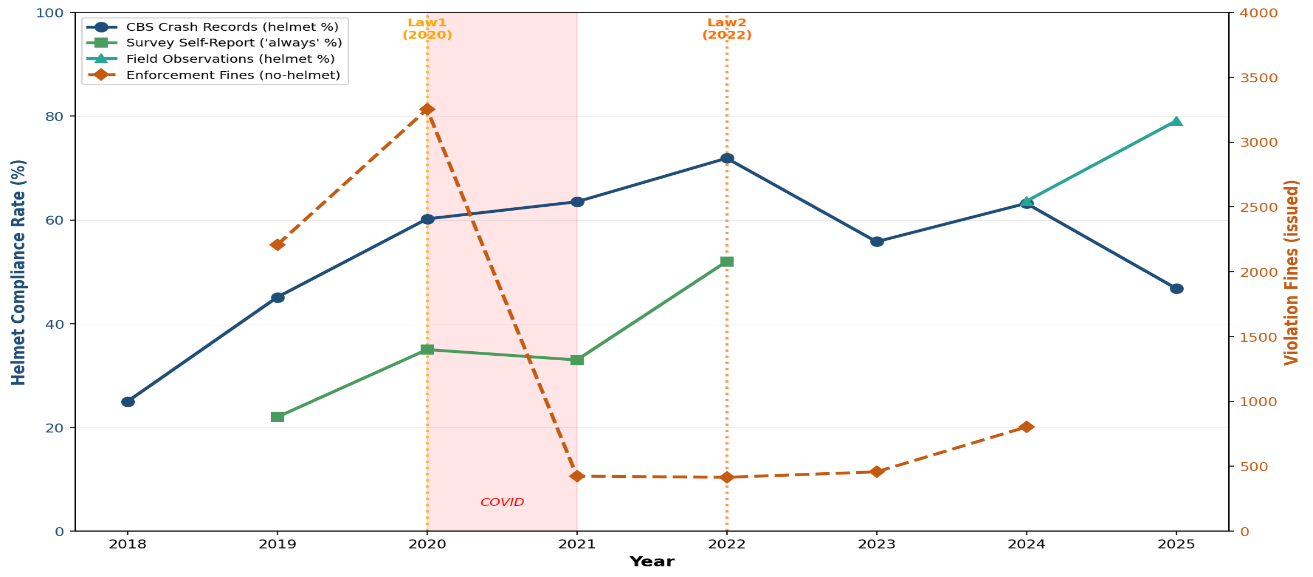 CBS Crash Records (helmet %)
Survey Self-Report ('always' %)
Field Observations (helmet %)
Enforcement Fines (no-helmet)
Law1
(2020)
Law2
(2022)
COVID
Helmet Compliance Rate (%)
100
80
60
40
20
0
Violation Fines (issued)
4000
3500
3000
2500
2000
1500
1000
500
0
2018 2019 2020 2021 2022 2023 2024 2025
Year